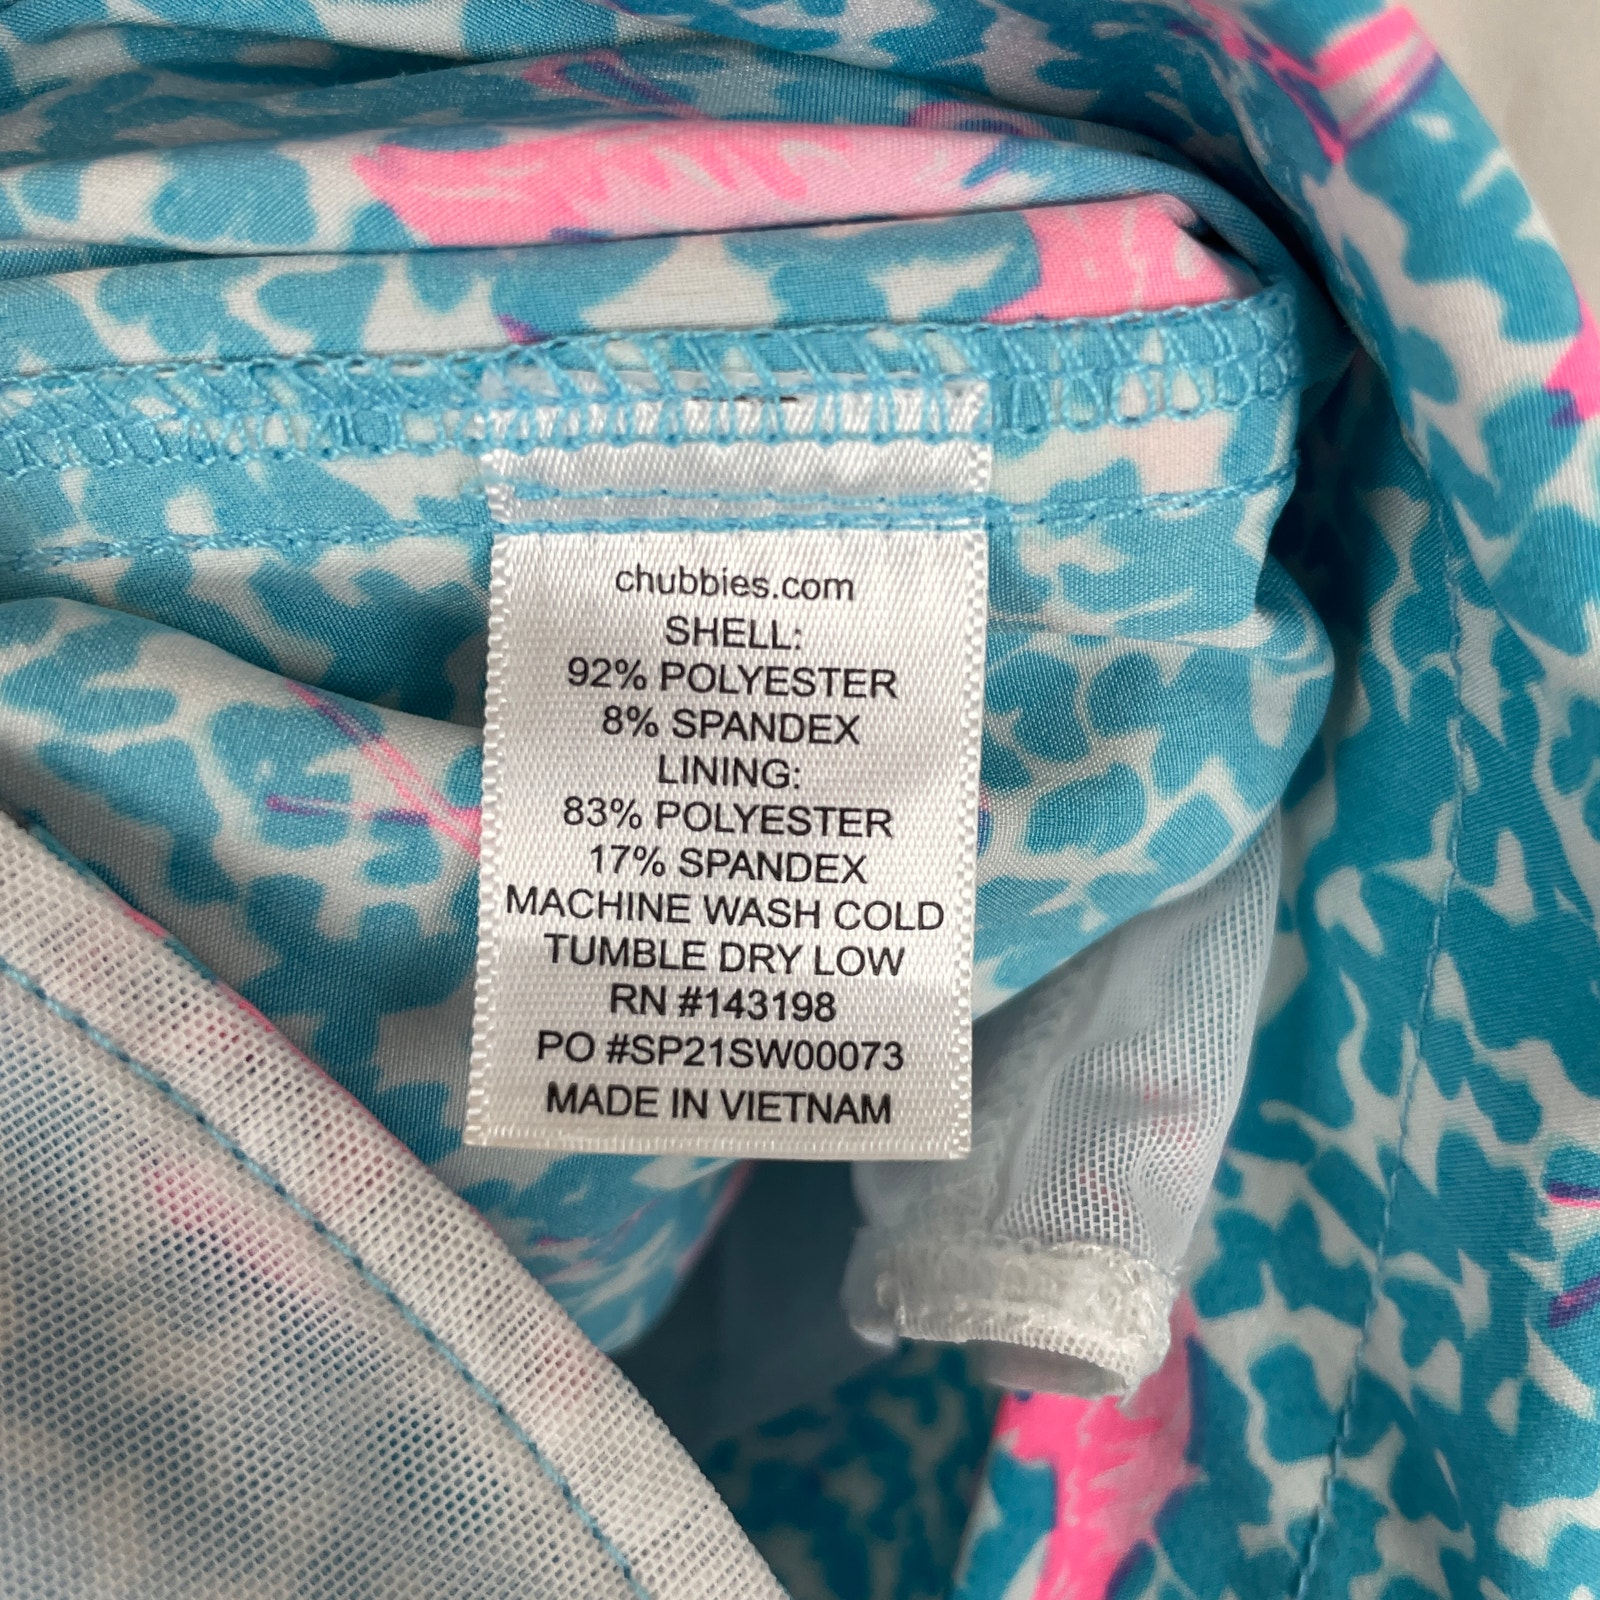 chubbies.com
SHELL:
92% POLYESTER
8% SPANDEX
LINING:
83% POLYESTER
17% SPANDEX
MACHINE WASH COLD
TUMBLE DRY LOW
RN #143198
PO #SP21SW00073
MADE IN VIETNAM